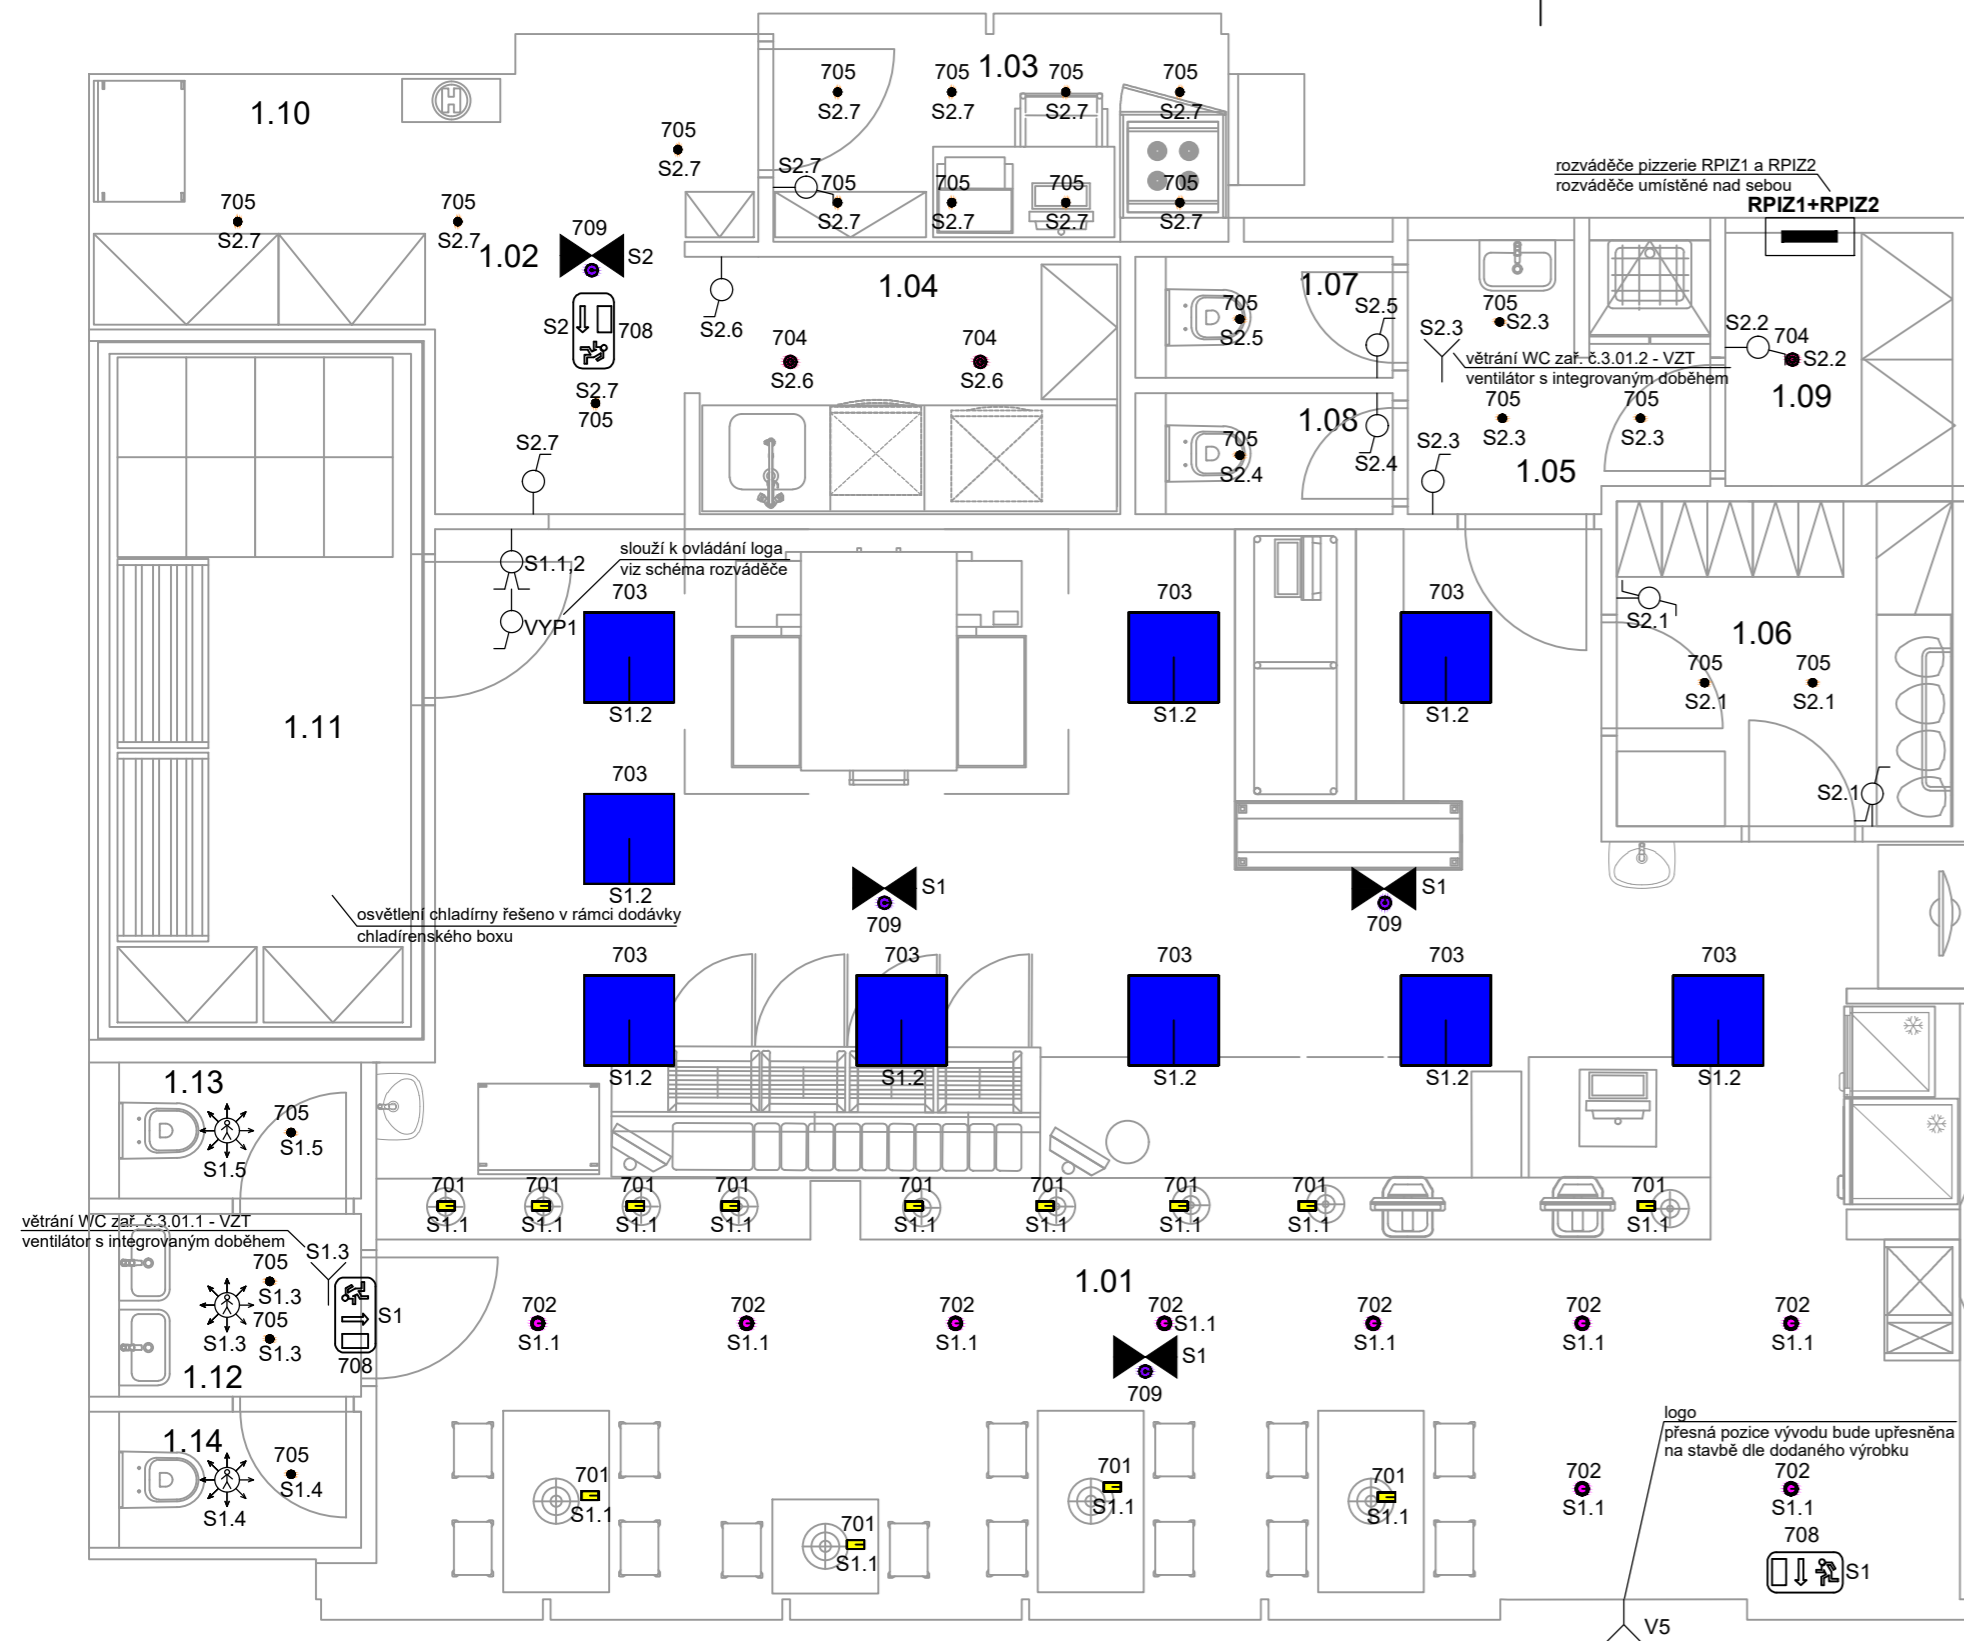 705
705
1.03
705
705
S2.7
S2.7
S2.7
S2.7
1.10
705
S2.7
S2.7
705
705
705
705
S2.7
S2.7
S2.7
S2.7
rozváděče pizzerie RPIZ1 a RPIZ2
rozváděče umístěné nad sebou
RPIZ1+RPIZ2
705
S2.7
705
S2.7
1.02
709
S2
S2
708
S2.7
705
S2.7
S2.6
1.04
704
S2.6
704
S2.6
1.07
705
S2.5
S2.5
1.08
705
S2.4
S2.4
705
S2.3
S2.3
větrání WC zař. č.3.01.2 - VZT
ventilátor s integrovaným doběhem
705
S2.3
705
S2.3
S2.3
1.05
S2.2
704
S2.2
1.09
S1.1,2
VYP1
slouží k ovládání loga
viz schéma rozváděče
703
S1.2
703
S1.2
703
S1.2
S2.1
1.06
705
S2.1
705
S2.1
S2.1
1.11
703
S1.2
osvětlení chladírny řešeno v rámci dodávky
chladírenského boxu
S1
709
S1
709
703
703
703
703
703
S1.2
S1.2
S1.2
S1.2
S1.2
1.13
705
S1.5
S1.5
701
701
701
701
701
701
701
701
701
S1.1
S1.1
S1.1
S1.1
S1.1
S1.1
S1.1
S1.1
S1.1
větrání WC zař. č.3.01.1 - VZT
ventilátor s integrovaným doběhem
S1.3
705
S1.3
705
S1.3
S1.3
S1
708
1.12
1.01
702
702
702
702
702
702
702
S1.1
S1.1
S1.1
S1.1
S1.1
S1.1
S1.1
S1
709
1.14
705
S1.4
S1.4
logo
přesná pozice vývodu bude upřesněna
na stavbě dle dodaného výrobku
701
S1.1
701
S1.1
701
S1.1
701
S1.1
702
S1.1
702
S1.1
708
S1
V5